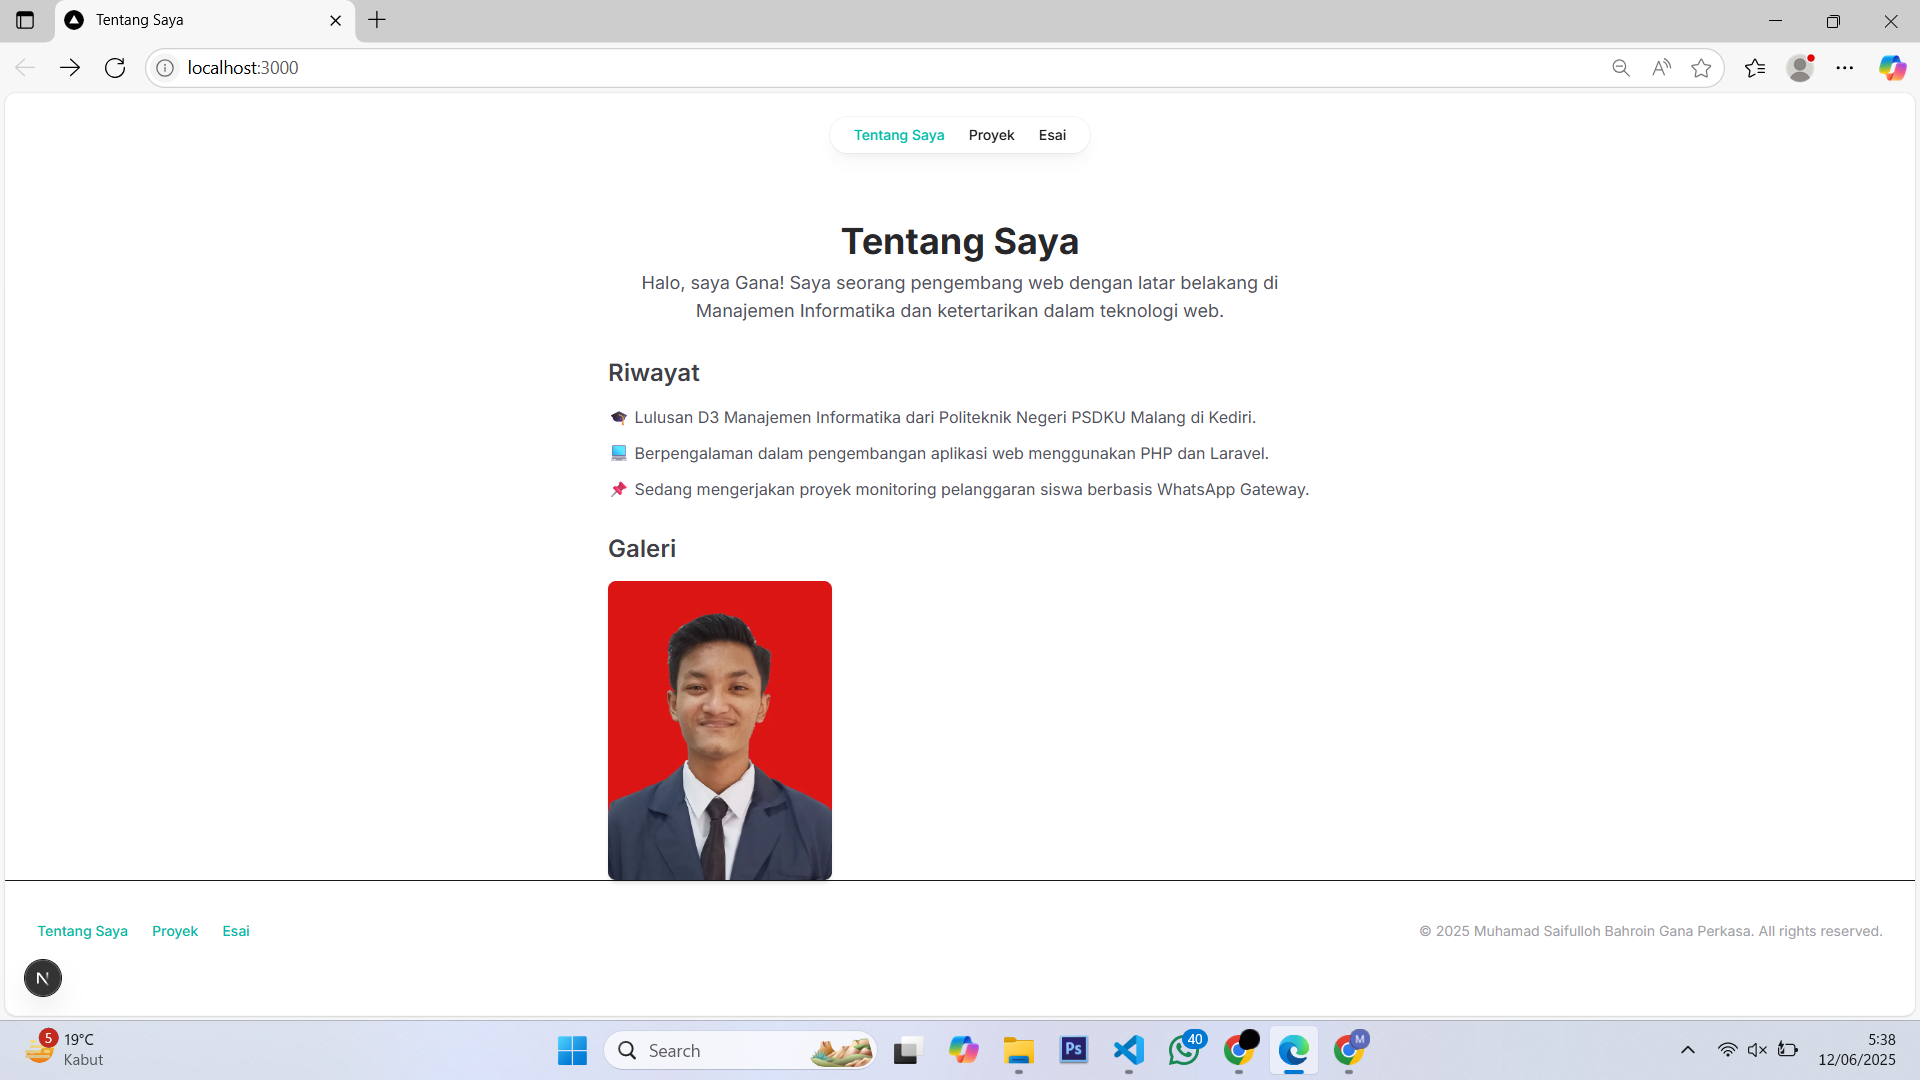 Tentang Saya
localhost:3000
Tentang Saya Proyek Esai
Tentang Saya
Halo, saya Gana! Saya seorang pengembang web dengan latar belakang di
Manajemen Informatika dan ketertarikan dalam teknologi web.
Riwayat
🎓 Lulusan D3 Manajemen Informatika dari Politeknik Negeri PSDKU Malang di Kediri.
💻 Berpengalaman dalam pengembangan aplikasi web menggunakan PHP dan Laravel.
📌 Sedang mengerjakan proyek monitoring pelanggaran siswa berbasis WhatsApp Gateway.
Galeri
Tentang Saya Proyek Esai
© 2025 Muhamad Saifulloh Bahroin Gana Perkasa. All rights reserved.
N
5
19°C
Kabut
Search
Ps
40
M
5:38
12/06/2025